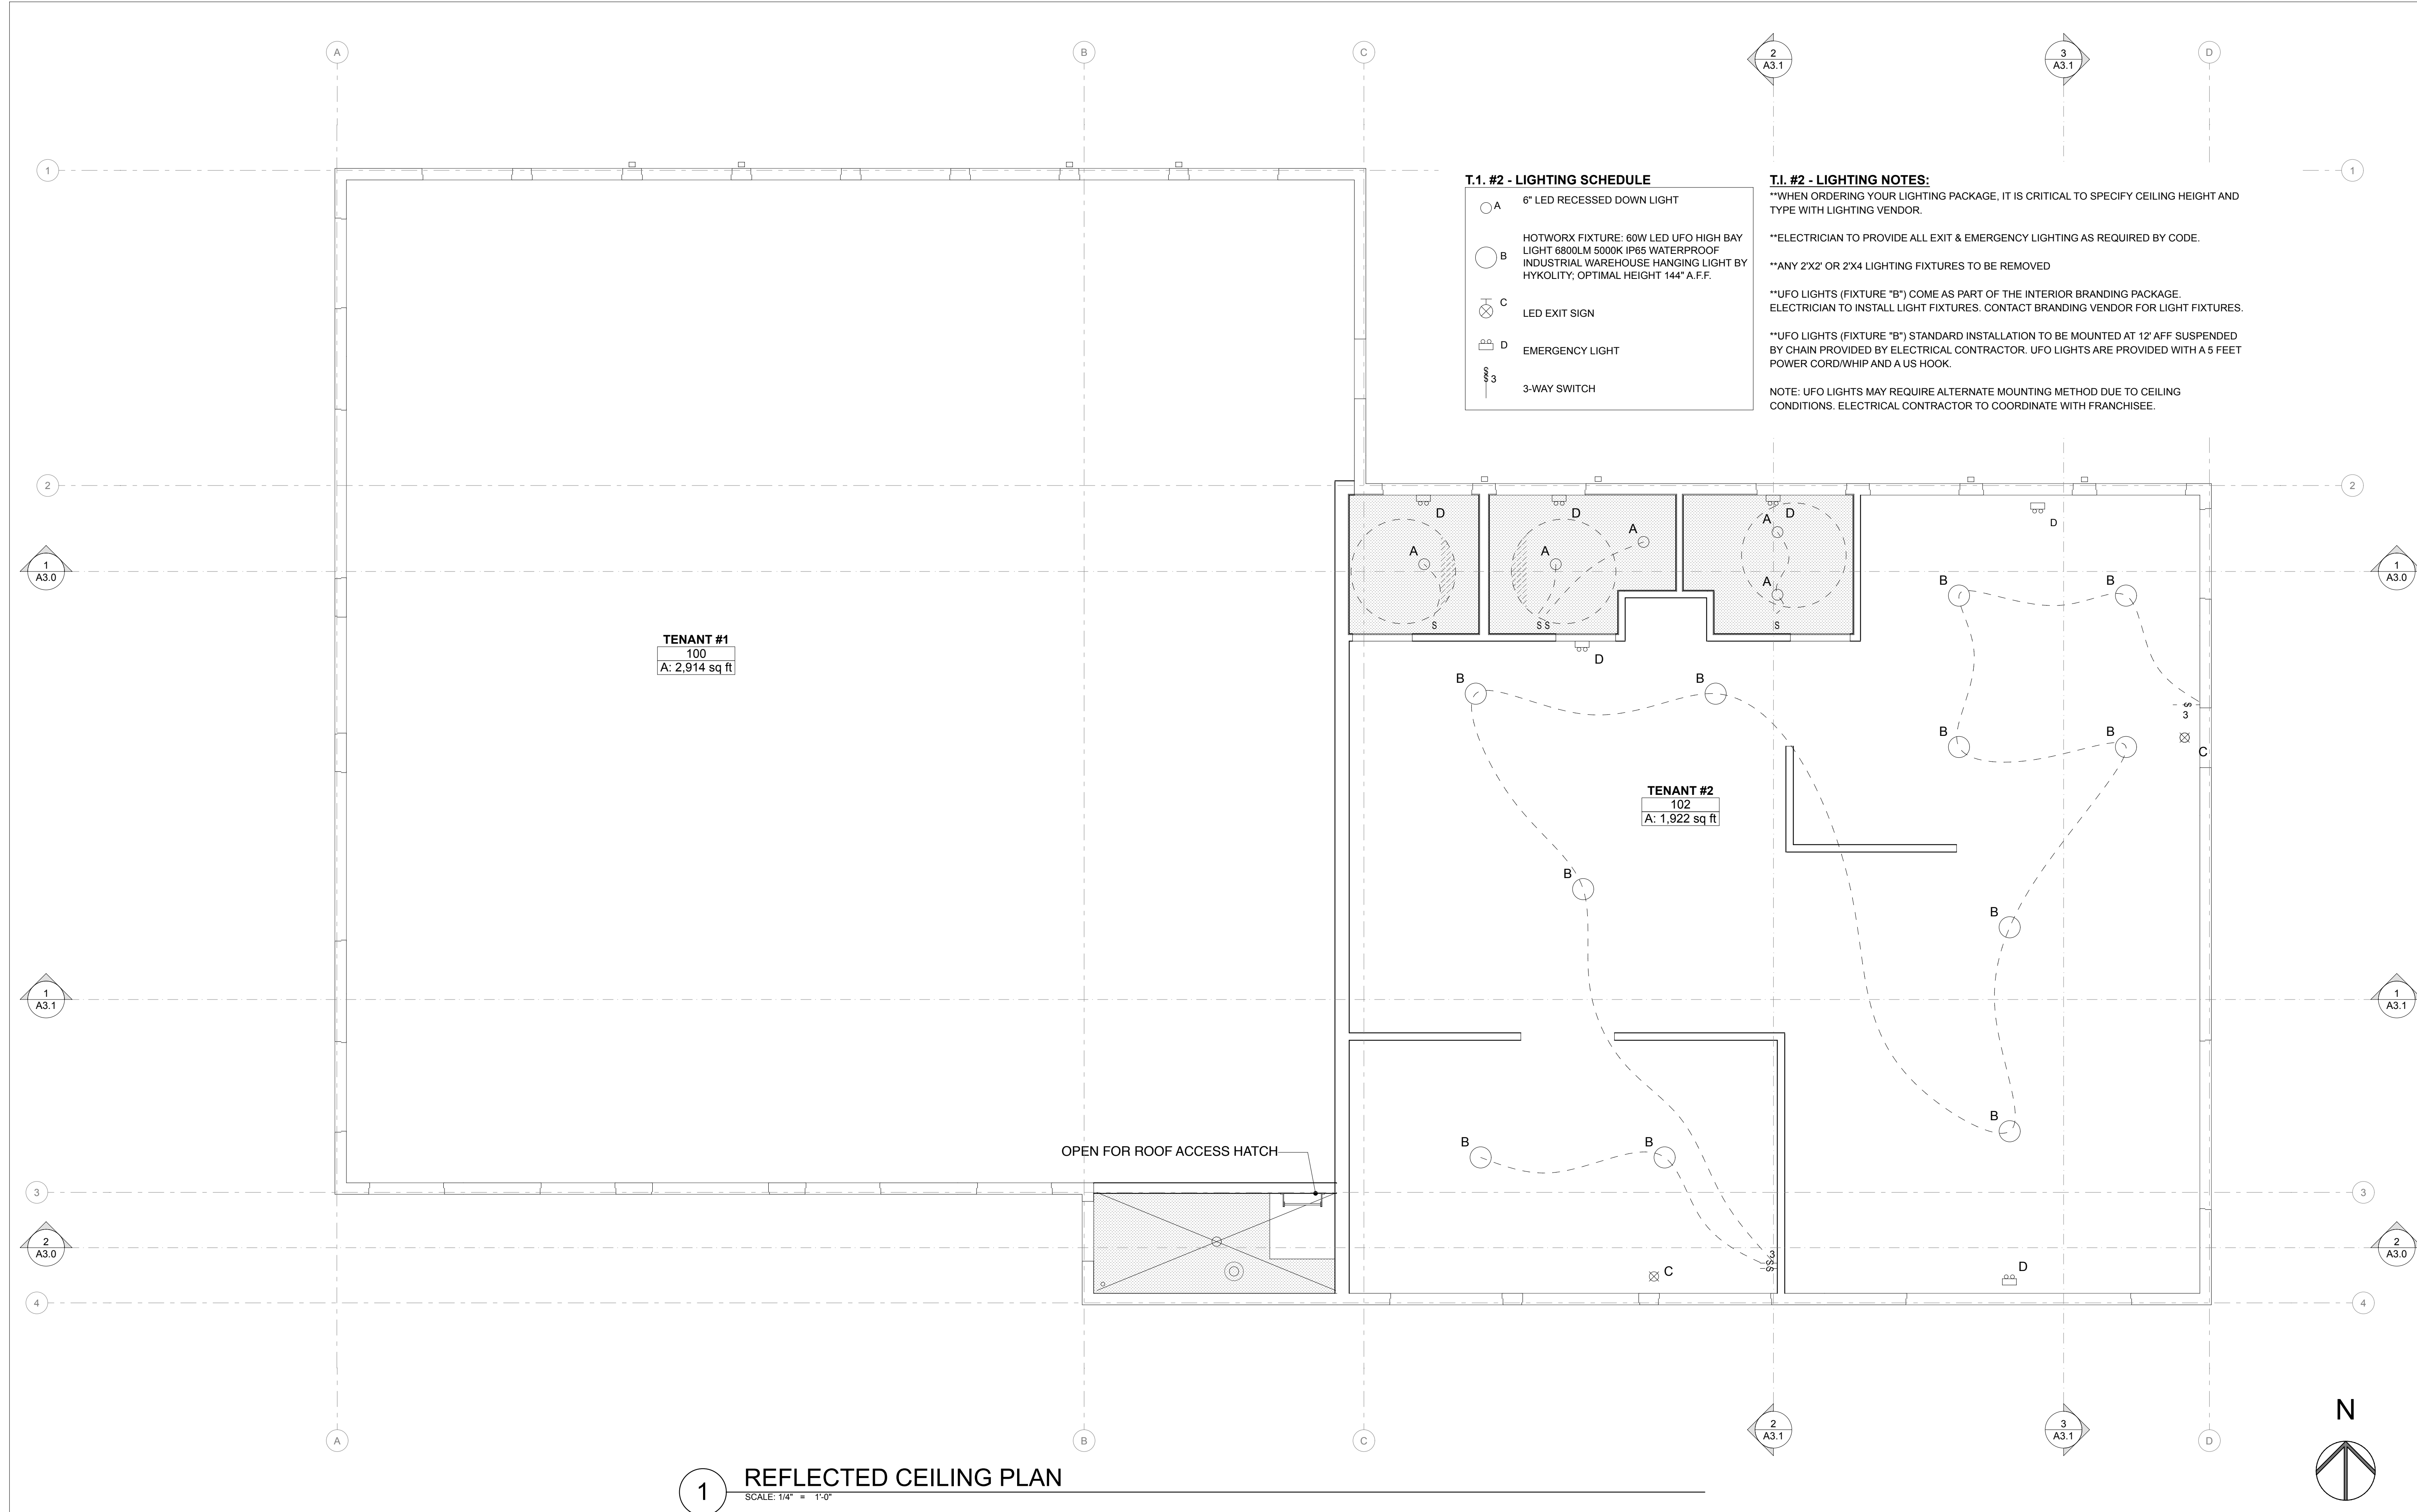 A
B
C
2
A3.1
3
A3.1
D
1
1
T.1. #2 - LIGHTING SCHEDULE
A
6" LED RECESSED DOWN LIGHT
B
HOTWORX FIXTURE: 60W LED UFO HIGH BAY
LIGHT 6800LM 5000K IP65 WATERPROOF
INDUSTRIAL WAREHOUSE HANGING LIGHT BY
HYKOLITY; OPTIMAL HEIGHT 144" A.F.F.
C
LED EXIT SIGN
D
EMERGENCY LIGHT
S
S 3
3-WAY SWITCH
T.I. #2 - LIGHTING NOTES:
**WHEN ORDERING YOUR LIGHTING PACKAGE, IT IS CRITICAL TO SPECIFY CEILING HEIGHT AND
TYPE WITH LIGHTING VENDOR.
**ELECTRICIAN TO PROVIDE ALL EXIT & EMERGENCY LIGHTING AS REQUIRED BY CODE.
**ANY 2'X2' OR 2'X4 LIGHTING FIXTURES TO BE REMOVED
**UFO LIGHTS (FIXTURE "B") COME AS PART OF THE INTERIOR BRANDING PACKAGE.
ELECTRICIAN TO INSTALL LIGHT FIXTURES. CONTACT BRANDING VENDOR FOR LIGHT FIXTURES.
**UFO LIGHTS (FIXTURE "B") STANDARD INSTALLATION TO BE MOUNTED AT 12' AFF SUSPENDED
BY CHAIN PROVIDED BY ELECTRICAL CONTRACTOR. UFO LIGHTS ARE PROVIDED WITH A 5 FEET
POWER CORD/WHIP AND A US HOOK.
NOTE: UFO LIGHTS MAY REQUIRE ALTERNATE MOUNTING METHOD DUE TO CEILING
CONDITIONS. ELECTRICAL CONTRACTOR TO COORDINATE WITH FRANCHISEE.
2
2
D
D
D
D
A
A
A
A
A
1
A3.0
1
A3.0
B
B
S
S S
S
TENANT #1
100
A: 2,914 sq ft
D
B
B
S
3
B
B
C
TENANT #2
102
A: 1,922 sq ft
B
B
1
A3.1
1
A3.1
B
B
B
OPEN FOR ROOF ACCESS HATCH
3
3
2
A3.0
2
A3.0
3
S
S
C
D
4
4
A
B
C
2
A3.1
3
A3.1
D
N
1
REFLECTED CEILING PLAN
SCALE: 1/4" = 1'-0"